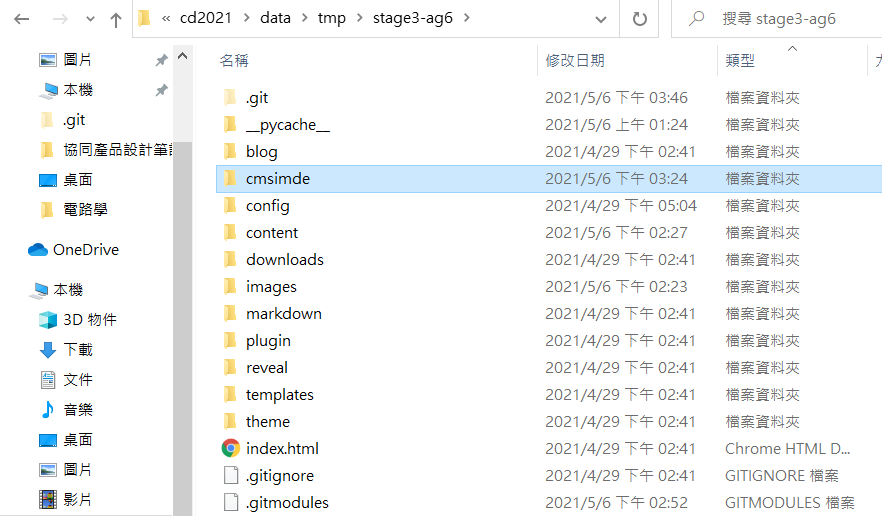 « cd2021 › data › tmp › stage3-ag6 ›
搜尋 stage3-ag6
圖片
本機
.git
協同產品設計筆
桌面
電路學
OneDrive
本機
3D 物件
下載
文件
音樂
桌面
圖片
影片
名稱 修改日期 類型
.git 2021/5/6 下午 03:46 檔案資料夾
__pycache__ 2021/5/6 上午 01:24 檔案資料夾
blog 2021/4/29 下午 02:41 檔案資料夾
cmsimde 2021/5/6 下午 03:24 檔案資料夾
config 2021/4/29 下午 05:04 檔案資料夾
content 2021/5/6 下午 02:27 檔案資料夾
downloads 2021/4/29 下午 02:41 檔案資料夾
images 2021/5/6 下午 02:23 檔案資料夾
markdown 2021/4/29 下午 02:41 檔案資料夾
plugin 2021/4/29 下午 02:41 檔案資料夾
reveal 2021/4/29 下午 02:41 檔案資料夾
templates 2021/4/29 下午 02:41 檔案資料夾
theme 2021/4/29 下午 02:41 檔案資料夾
index.html 2021/4/29 下午 02:41 Chrome HTML D...
.gitignore 2021/4/29 下午 02:41 GITIGNORE 檔案
.gitmodules 2021/5/6 下午 02:52 GITMODULES 檔案